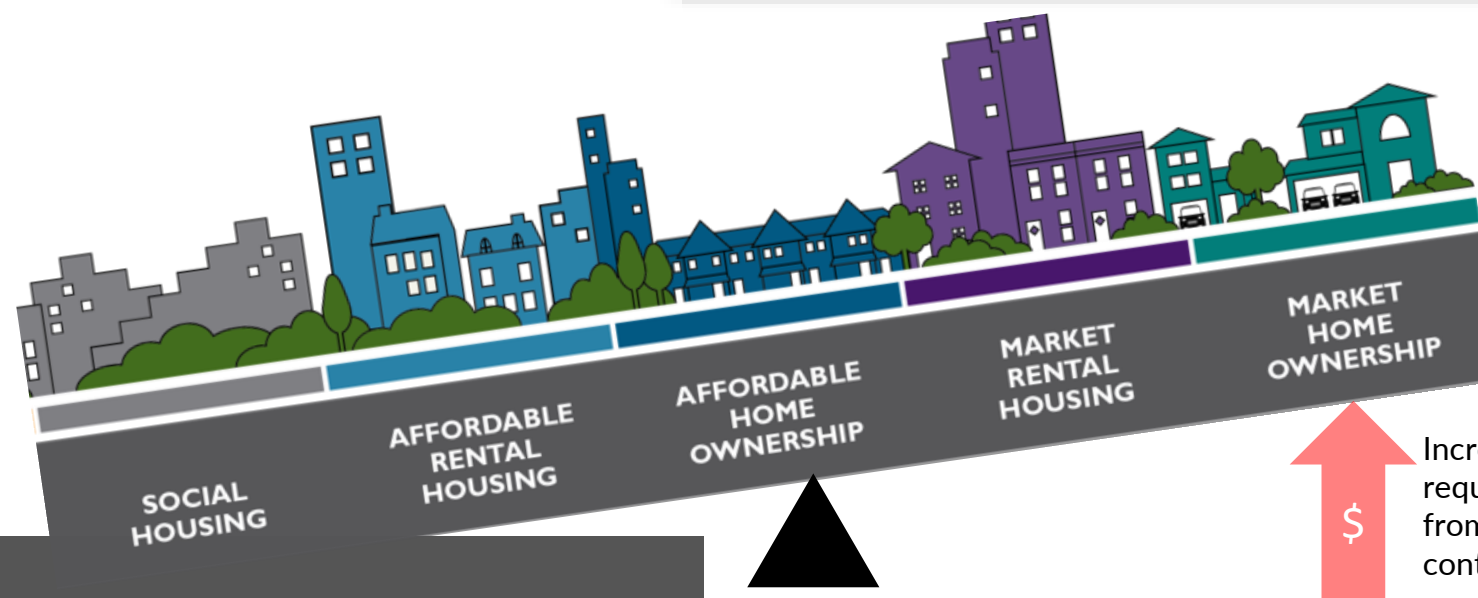 SOCIAL
HOUSING
AFFORDABLE
RENTAL
HOUSING
AFFORDABLE
HOME
OWNERSHIP
MARKET
RENTAL
HOUSING
MARKET
HOME
OWNERSHIP
$